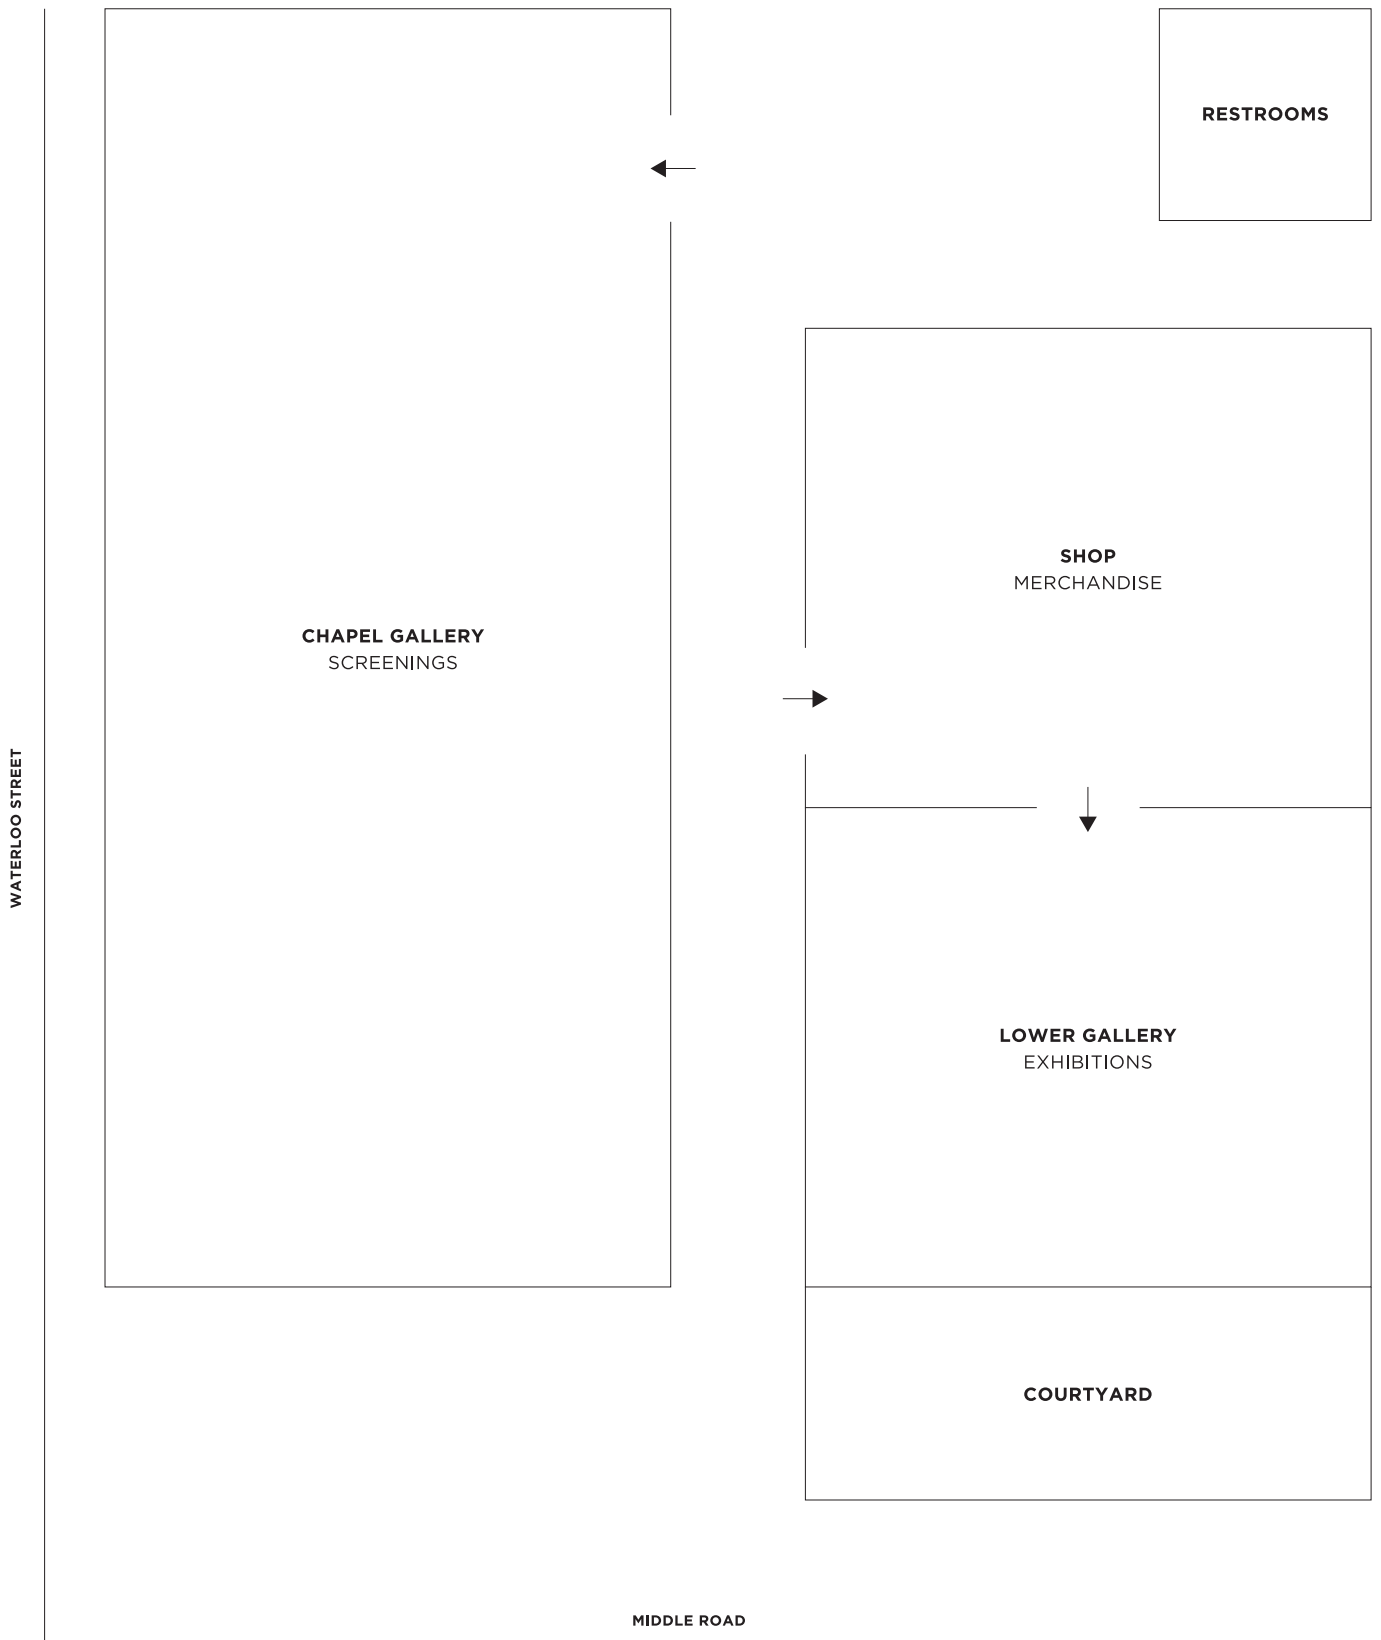 RESTROOMS
SHOP
MERCHANDISE
CHAPEL GALLERY
SCREENINGS
WATERLOO STREET
LOWER GALLERY
EXHIBITIONS
COURTYARD
MIDDLE ROAD